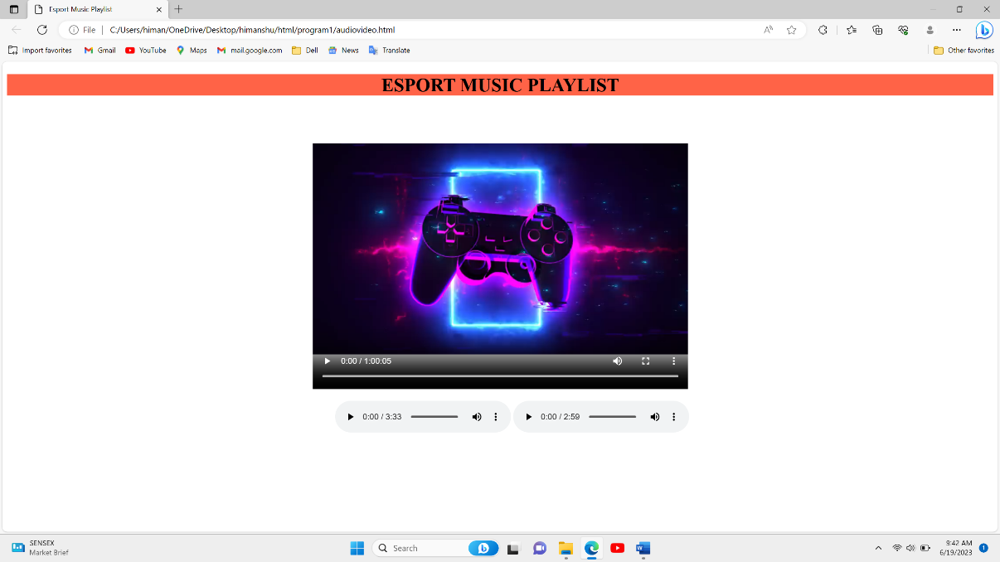 Esport Music Playlist
File
C:/Users/himan/OneDrive/Desktop/himanshu/html/program1/audiovideo.html
Import favorites Gmail YouTube Maps mail.google.com Dell News Translate Other favorites
ESPORT MUSIC PLAYLIST
0:00 / 1:00:05
0:00 / 3:33 0:00 / 2:59
SENSEX
Market Brief
Search
9:42 AM
6/19/2023
1